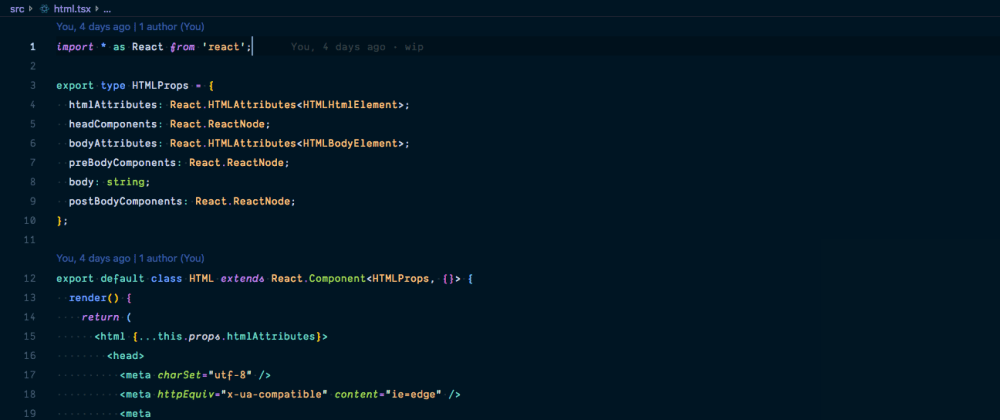 src > html.tsx > ...
You, 4 days ago | 1 author (You)
1 import * as React from 'react'; You, 4 days ago · wip
2
3 export type HTMLProps = {
4 htmlAttributes: React.HTMLAttributes<HTMLHtmlElement>;
5 headComponents: React.ReactNode;
6 bodyAttributes: React.HTMLAttributes<HTMLBodyElement>;
7 preBodyComponents: React.ReactNode;
8 body: string;
9 postBodyComponents: React.ReactNode;
10 };
11
You, 4 days ago | 1 author (You)
12 export default class HTML extends React.Component<HTMLProps, {}> {
13 render() {
14 return (
15 <html {...this.props.htmlAttributes}>
16 <head>
17 <meta charSet="utf-8" />
18 <meta httpEquiv="x-ua-compatible" content="ie=edge" />
19 <meta